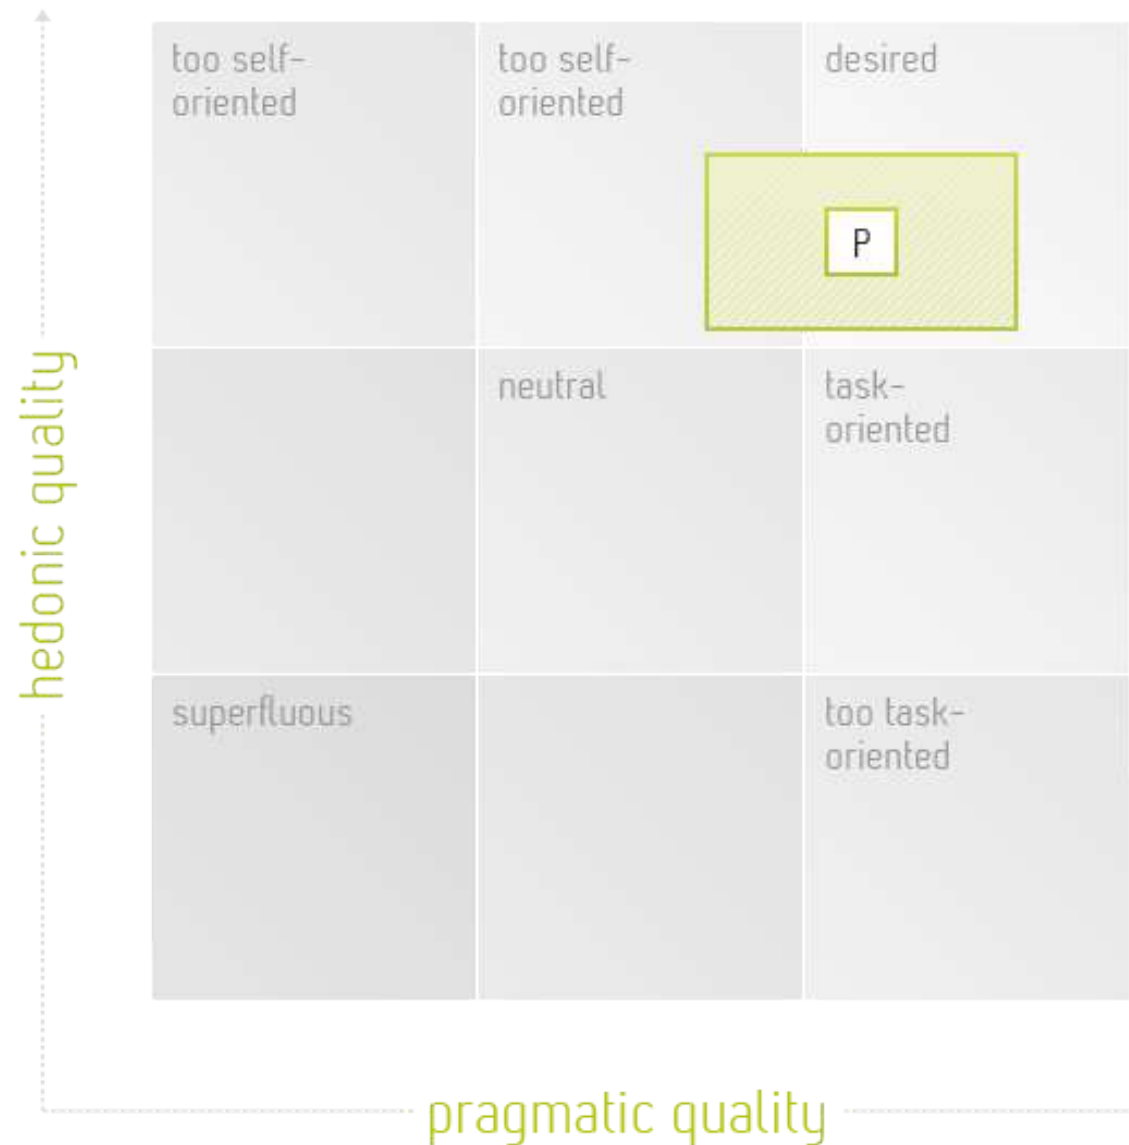 too self-
oriented
too self-
oriented
desired
P
hedonic quality
neutral
task-
oriented
superfluous
too task-
oriented
pragmatic quality